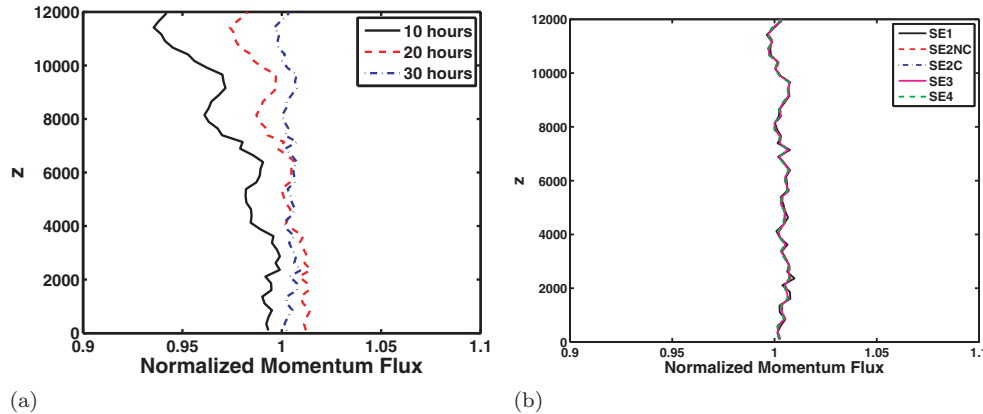 12000
10000
8000
6000
4000
2000
0
z
0.9
0.95
1
1.05
1.1
Normalized Momentum Flux
10 hours
20 hours
30 hours
(a)
12000
10000
8000
6000
4000
2000
0
z
0.9
0.95
1
1.05
1.1
Normalized Momentum Flux
SE1
SE2NC
SE2C
SE3
SE4
(b)